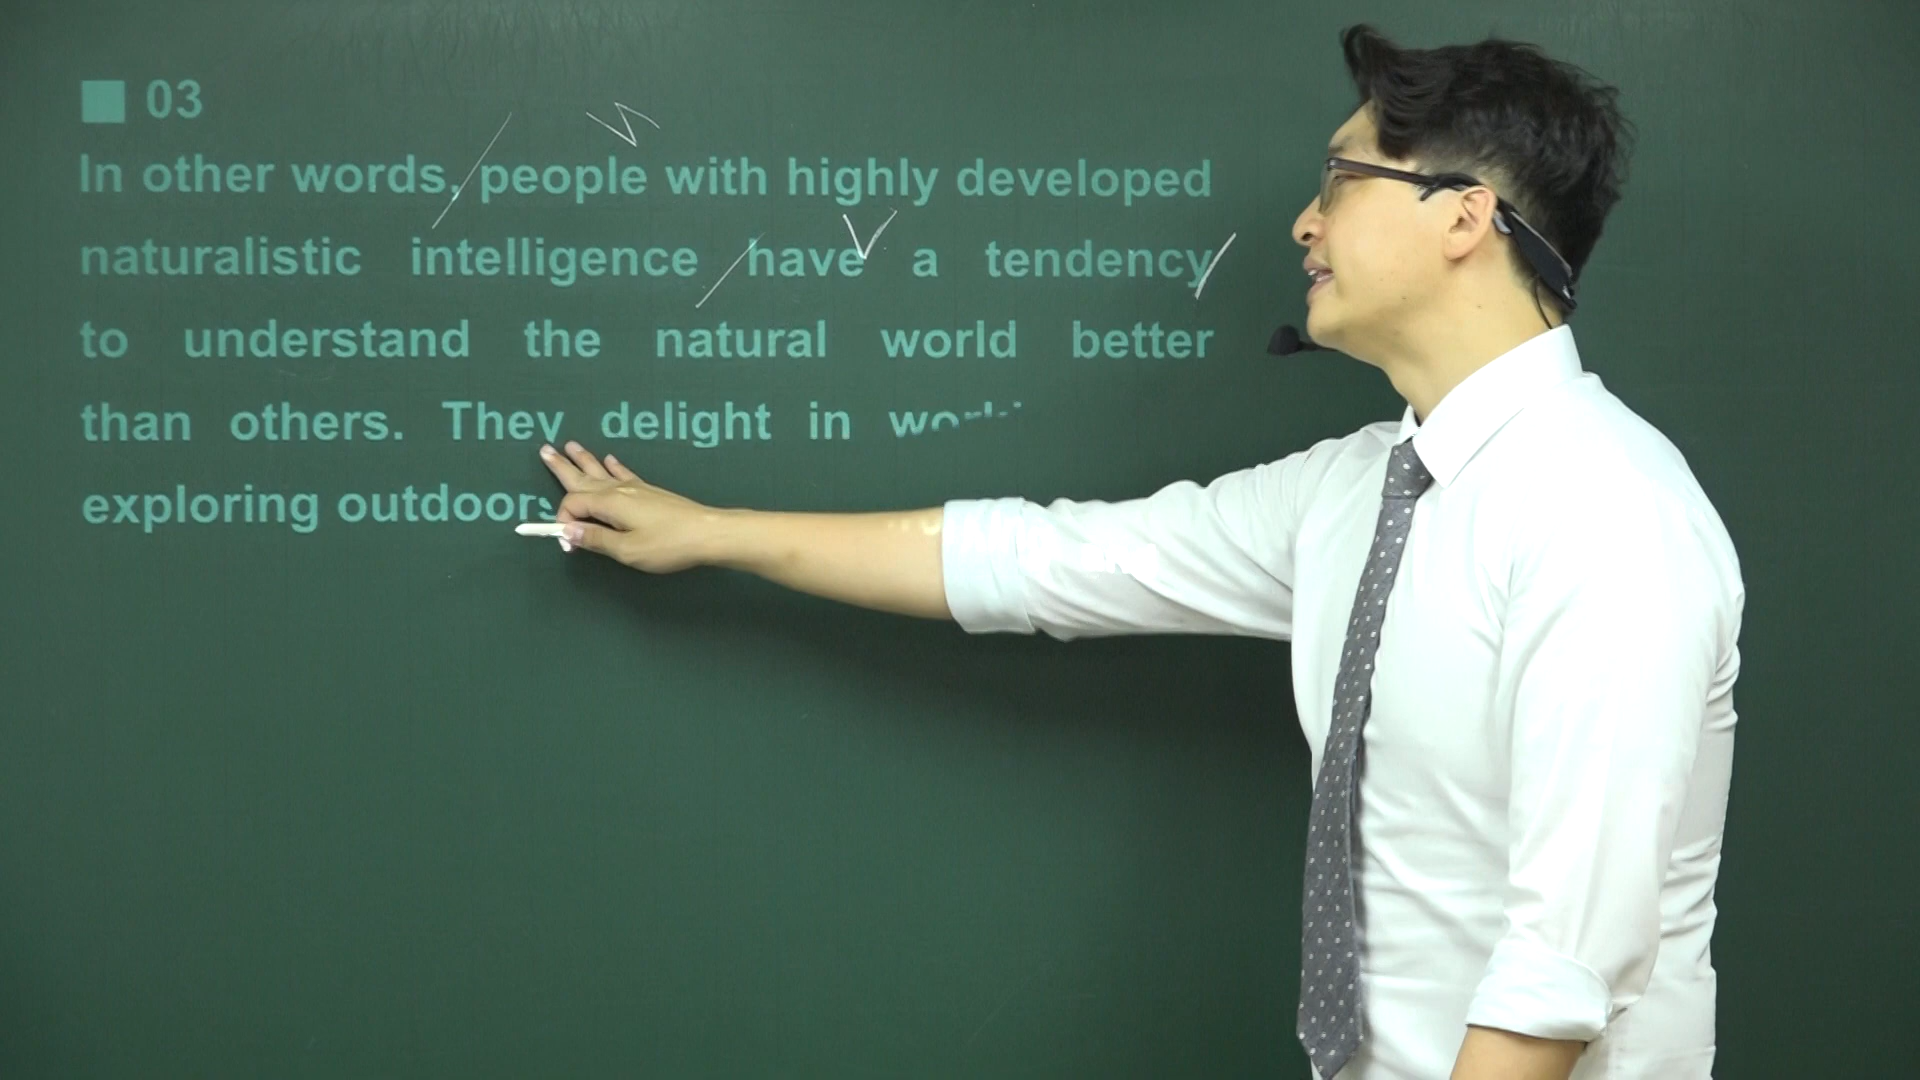 ■ 03
In other words, people with highly developed
naturalistic intelligence have a tendency
to understand the natural world better
than others. They delight in
exploring outdoors